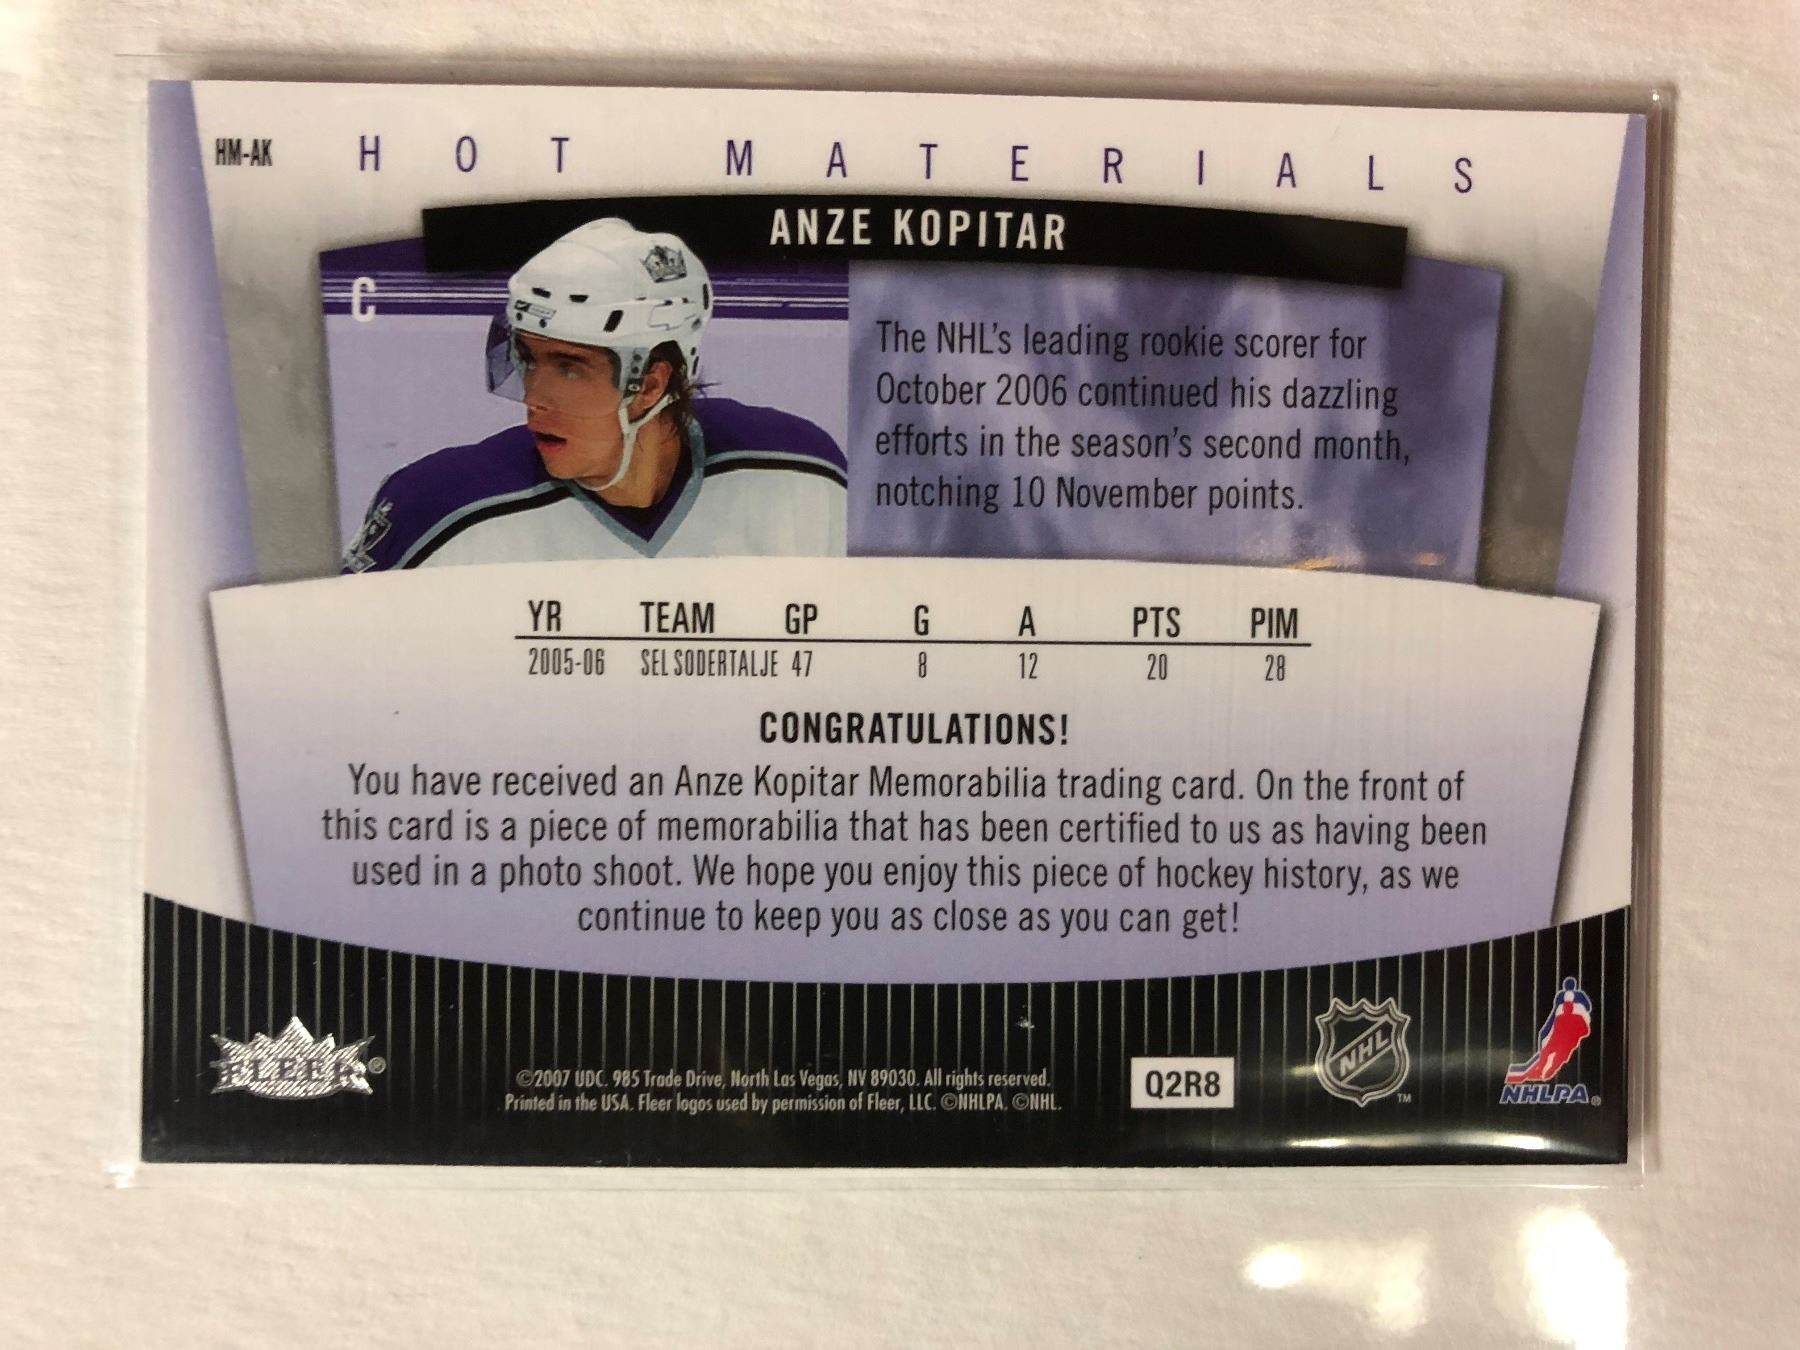 HM-AK
HOT MATERIALS
ANZE KOPITAR
C
The NHL's leading rookie scorer for
October 2006 continued his dazzling
efforts in the season's second month,
notching 10 November points.
YR TEAM GP G A PTS PIM
2005-06 SEL SODERTALJE 47 8 12 20 28
CONGRATULATIONS!
You have received an Anze Kopitar Memorabilia trading card. On the front of
this card is a piece of memorabilia that has been certified to us as having been
used in a photo shoot. We hope you enjoy this piece of hockey history, as we
continue to keep you as close as you can get!
FLEER®
©2007 UDC. 985 Trade Drive, North Las Vegas, NV 89030. All rights reserved.
Printed in the USA. Fleer logos used by permission of Fleer, LLC. ©NHLPA. ©NHL.
Q2R8
NHL™
NHLPA®